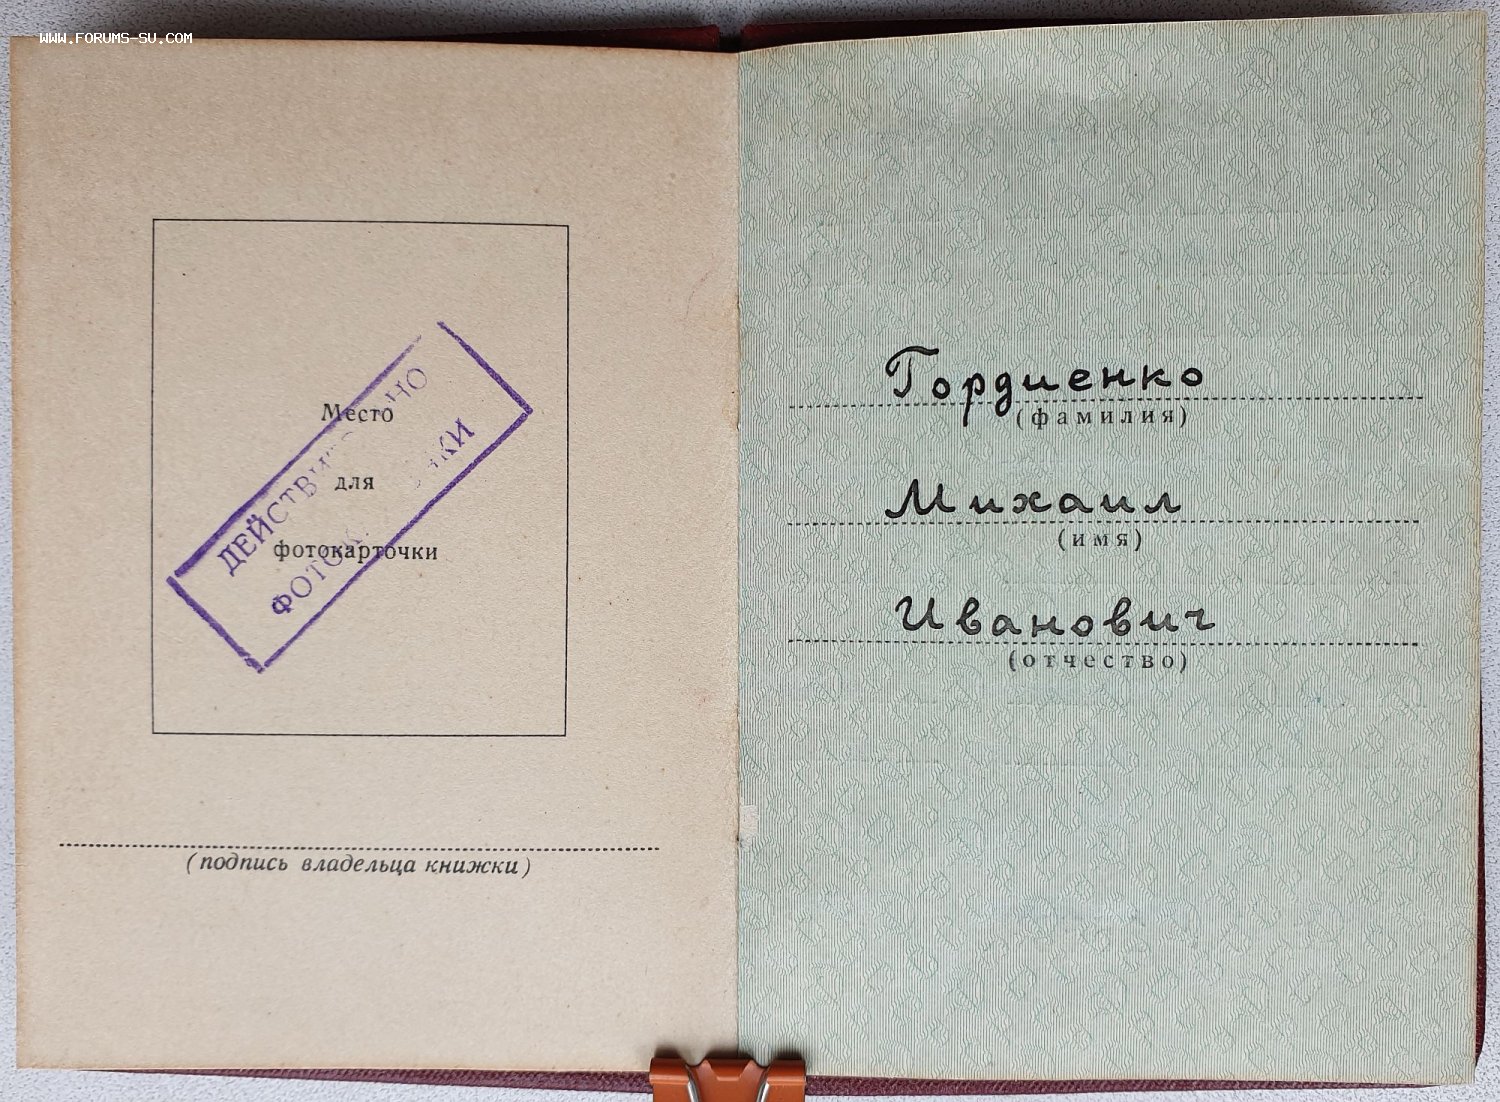 WWW.FORUMS-SU.COM
Место
для
фотокарточки
(подпись владельца книжки)
Гордиенко
(фамилия)
Михаил
(имя)
Иванович
(отчество)